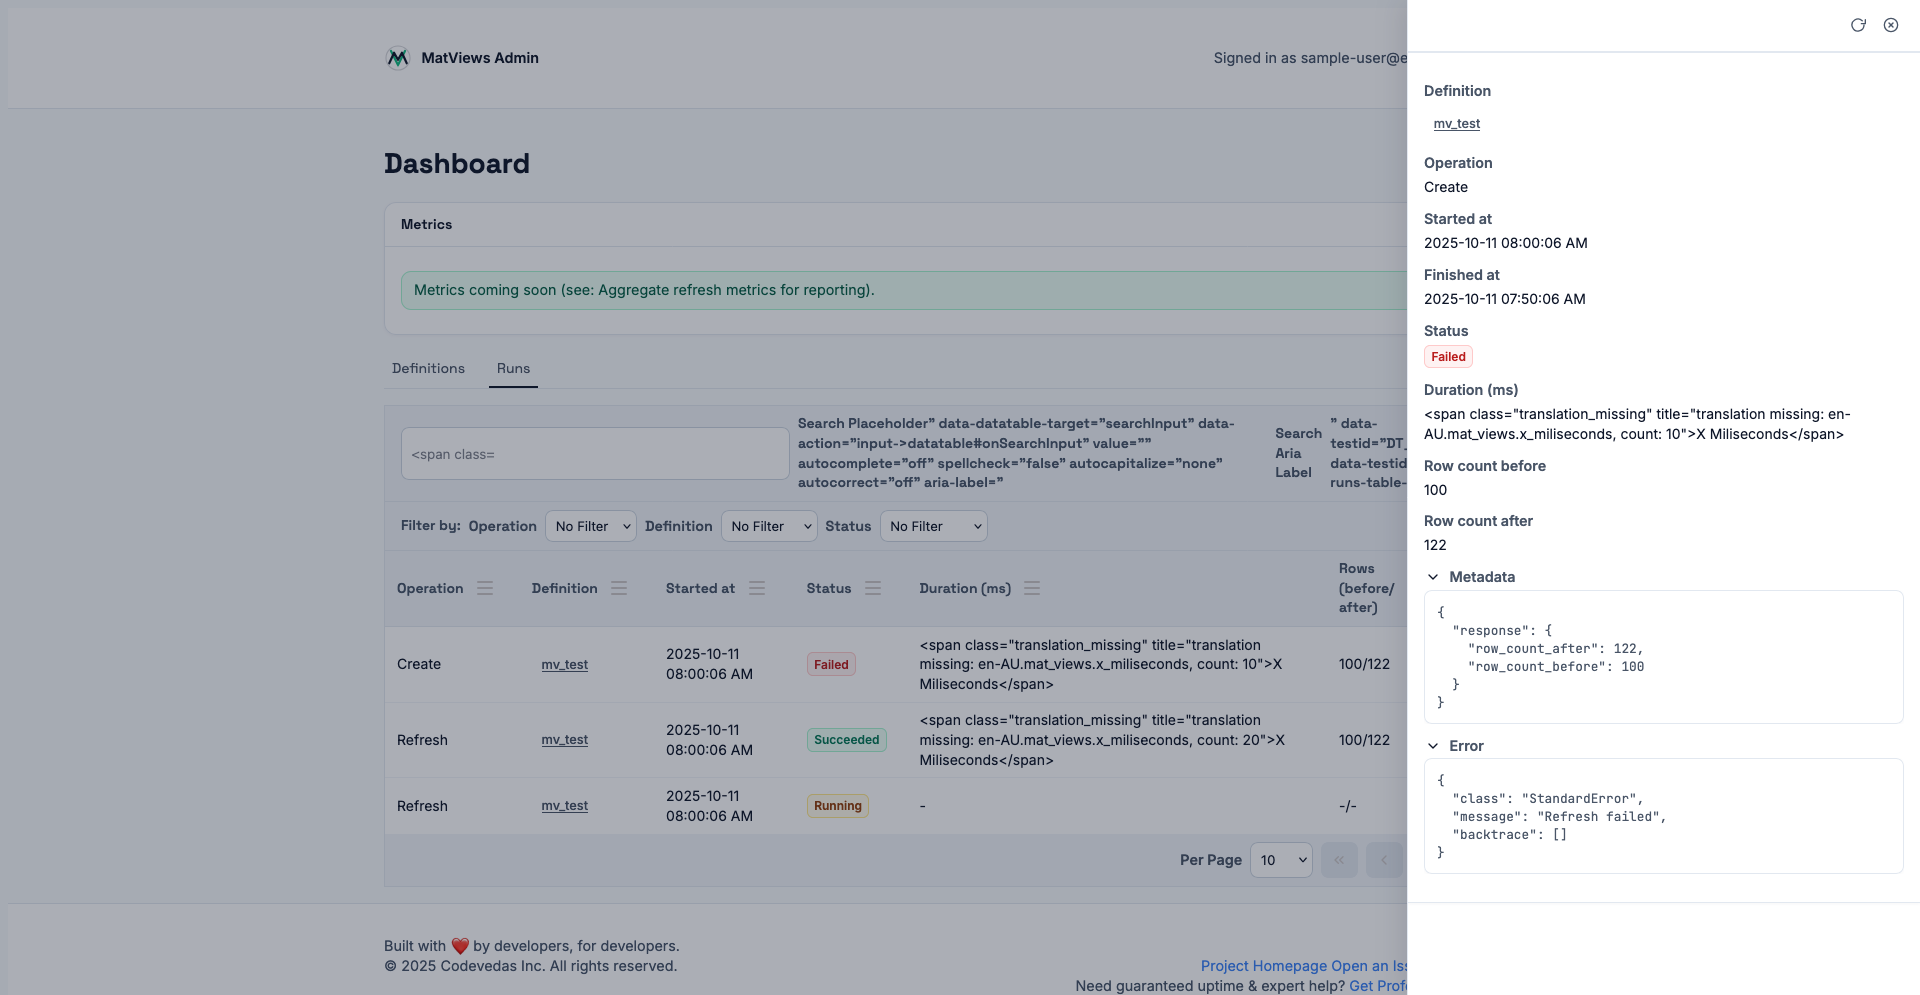 MatViews Admin
Signed in as sample-user@e
Dashboard
Metrics
Metrics coming soon (see: Aggregate refresh metrics for reporting).
Definitions
Runs
<span class=
Search Placeholder" data-datatable-target="searchInput" data-
action="input->datatable#onSearchInput" value=""
autocomplete="off" spellcheck="false" autocapitalize="none"
autocorrect="off" aria-label="
Search
Aria
Label
" data-
testid="DT_
data-testid
runs-table-
Filter by: Operation No Filter Definition No Filter Status No Filter
Operation Definition Started at Status Duration (ms)
Rows
(before/
after)
Create
mv_test
2025-10-11
08:00:06 AM
Failed
<span class="translation_missing" title="translation
missing: en-AU.mat_views.x_miliseconds, count: 10">X
Miliseconds</span>
100/122
Refresh
mv_test
2025-10-11
08:00:06 AM
Succeeded
<span class="translation_missing" title="translation
missing: en-AU.mat_views.x_miliseconds, count: 20">X
Miliseconds</span>
100/122
Refresh
mv_test
2025-10-11
08:00:06 AM
Running
-
-/-
Per Page 10 « ‹
Built with ❤️ by developers, for developers.
© 2025 Codevedas Inc. All rights reserved.
Project Homepage Open an Iss
Need guaranteed uptime & expert help? Get Profe
Definition
mv_test
Operation
Create
Started at
2025-10-11 08:00:06 AM
Finished at
2025-10-11 07:50:06 AM
Status
Failed
Duration (ms)
<span class="translation_missing" title="translation missing: en-
AU.mat_views.x_miliseconds, count: 10">X Miliseconds</span>
Row count before
100
Row count after
122
Metadata
{
  "response": {
    "row_count_after": 122,
    "row_count_before": 100
  }
}
Error
{
  "class": "StandardError",
  "message": "Refresh failed",
  "backtrace": []
}